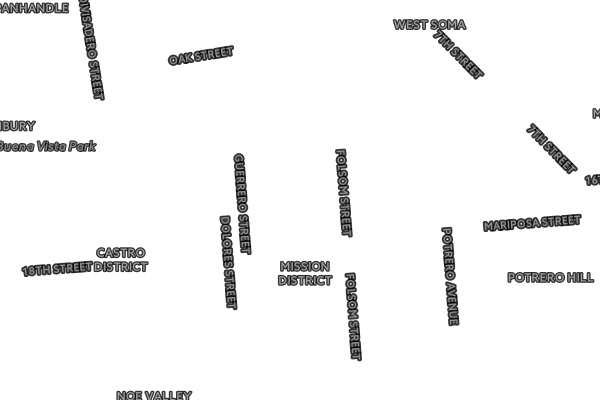 PANHANDLE
WEST SOMA
7TH STREET
OAK STREET
7TH STREET
Buena Vista Park
GUERRERO STREET
FOLSOM STREET
DOLORES STREET
MARIPOSA STREET
POTRERO AVENUE
CASTRO
DISTRICT
18TH STREET
MISSION
DISTRICT
POTRERO HILL
FOLSOM STREET
NOE VALLEY